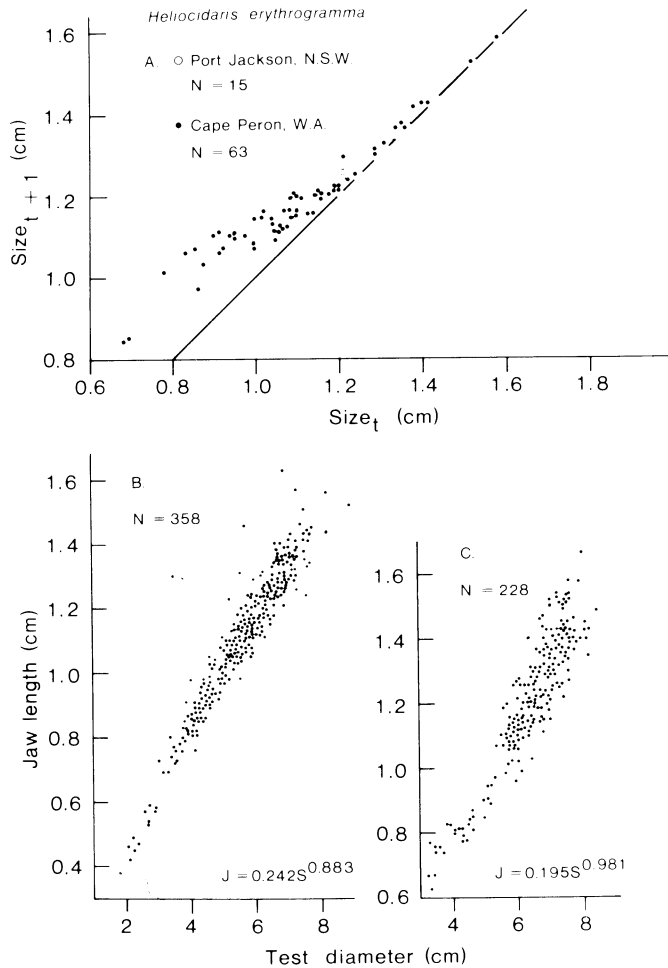 Heliocidaris erythrogramma
A. ○ Port Jackson, N.S.W.
N = 15
● Cape Peron, W.A.
N = 63
Size t + 1 (cm)
1.6
1.4
1.2
1.0
0.8
0.6 0.8 1.0 1.2 1.4 1.6 1.8
Size t (cm)
B.
N = 358
Jaw length (cm)
1.6
1.4
1.2
1.0
0.8
0.6
0.4
J = 0.242S^0.883
2 4 6 8
C.
N = 228
1.6
1.4
1.2
1.0
0.8
0.6
J = 0.195S^0.981
4 6 8
Test diameter (cm)